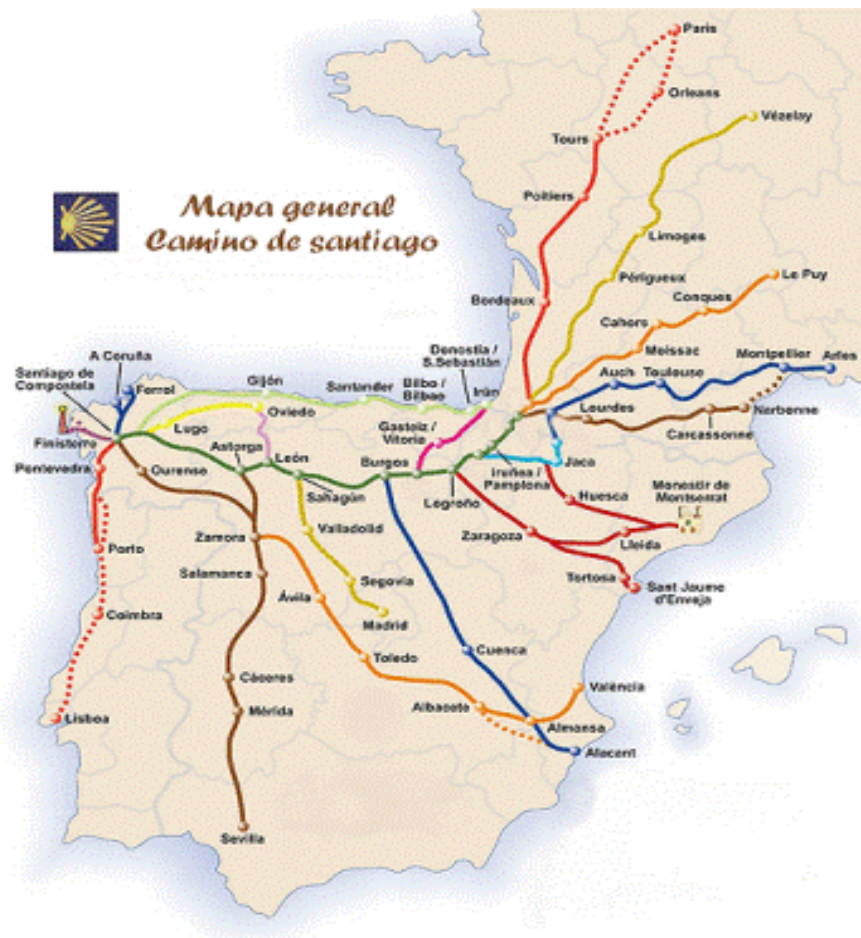 Paris
Orleans
Vézelay
Tours
Mapa general
Camino de santiago
Poitiers
Limoges
Périgueux
Le Puy
Conques
Bordeaux
Cahors
Moissac
Donostia /
S.Sebastián
Montpellier
Arles
A Coruña
Auch
Toulouse
Santiago de
Compostela
Ferrol
Gijón
Santander
Bilbo /
Bilbao
Irún
Oviedo
Lourdes
Narbonne
Carcassonne
Finisterre
Lugo
Gasteiz /
Vitoria
Astorga
León
Burgos
Jaca
Pontevedra
Ourense
Iruñea /
Pamplona
Sahagún
Logroño
Huesca
Monestir de
Montserrat
Valladolid
Zamora
Zaragoza
Lleida
Porto
Salamanca
Segovia
Tortosa
Sant Jaume
d'Enveja
Ávila
Madrid
Coimbra
Toledo
Cuenca
Cáceres
València
Albacete
Mérida
Lisboa
Almansa
Alacant
Sevilla